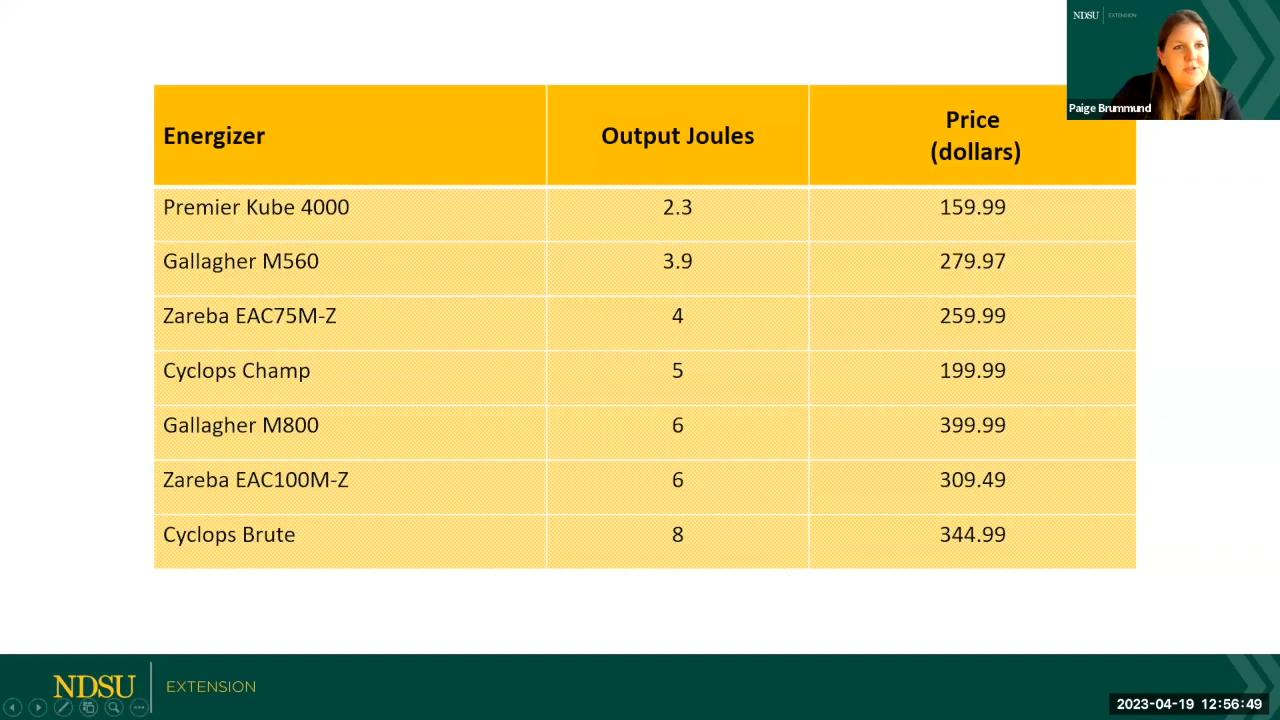 NDSU EXTENSION
Paige Brummund
Energizer Output Joules Price
(dollars)
Premier Kube 4000 2.3 159.99
Gallagher M560 3.9 279.97
Zareba EAC75M-Z 4 259.99
Cyclops Champ 5 199.99
Gallagher M800 6 399.99
Zareba EAC100M-Z 6 309.49
Cyclops Brute 8 344.99
NDSU EXTENSION
2023-04-19 12:56:49